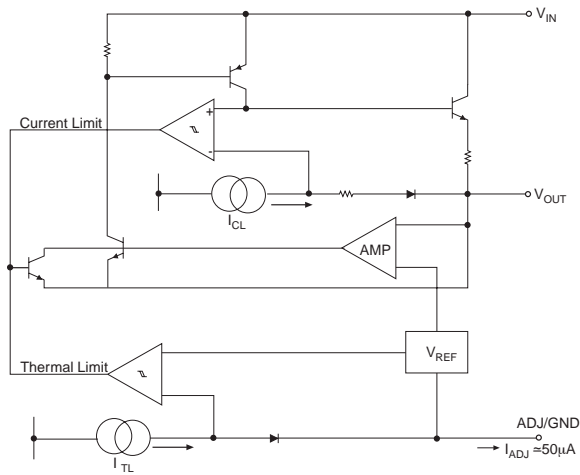 V_IN
Current Limit
+
-
I_CL
V_OUT
AMP
V_REF
Thermal Limit
ADJ/GND
I_ADJ ≃50μA
I_TL